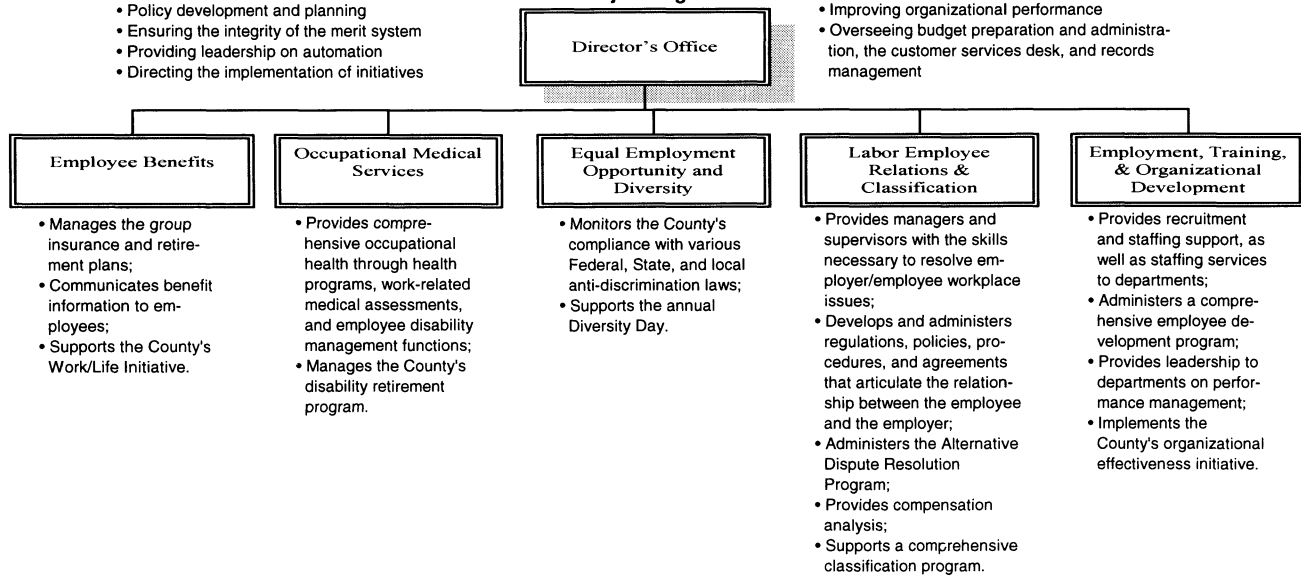 • Policy development and planning
• Ensuring the integrity of the merit system
• Providing leadership on automation
• Directing the implementation of initiatives
Director's Office
• Improving organizational performance
• Overseeing budget preparation and administra-
tion, the customer services desk, and records
management
Employee Benefits
• Manages the group
insurance and retire-
ment plans;
• Communicates benefit
information to em-
ployees;
• Supports the County's
Work/Life Initiative.
Occupational Medical
Services
• Provides compre-
hensive occupational
health through health
programs, work-related
medical assessments,
and employee disability
management functions;
• Manages the County's
disability retirement
program.
Equal Employment
Opportunity and
Diversity
• Monitors the County's
compliance with various
Federal, State, and local
anti-discrimination laws;
• Supports the annual
Diversity Day.
Labor Employee
Relations &
Classification
• Provides managers and
supervisors with the skills
necessary to resolve em-
ployer/employee workplace
issues;
• Develops and administers
regulations, policies, pro-
cedures, and agreements
that articulate the relation-
ship between the employee
and the employer;
• Administers the Alternative
Dispute Resolution
Program;
• Provides compensation
analysis;
• Supports a comprehensive
classification program.
Employment, Training,
& Organizational
Development
• Provides recruitment
and staffing support, as
well as staffing services
to departments;
• Administers a compre-
hensive employee de-
velopment program;
• Provides leadership to
departments on perfor-
mance management;
• Implements the
County's organizational
effectiveness initiative.